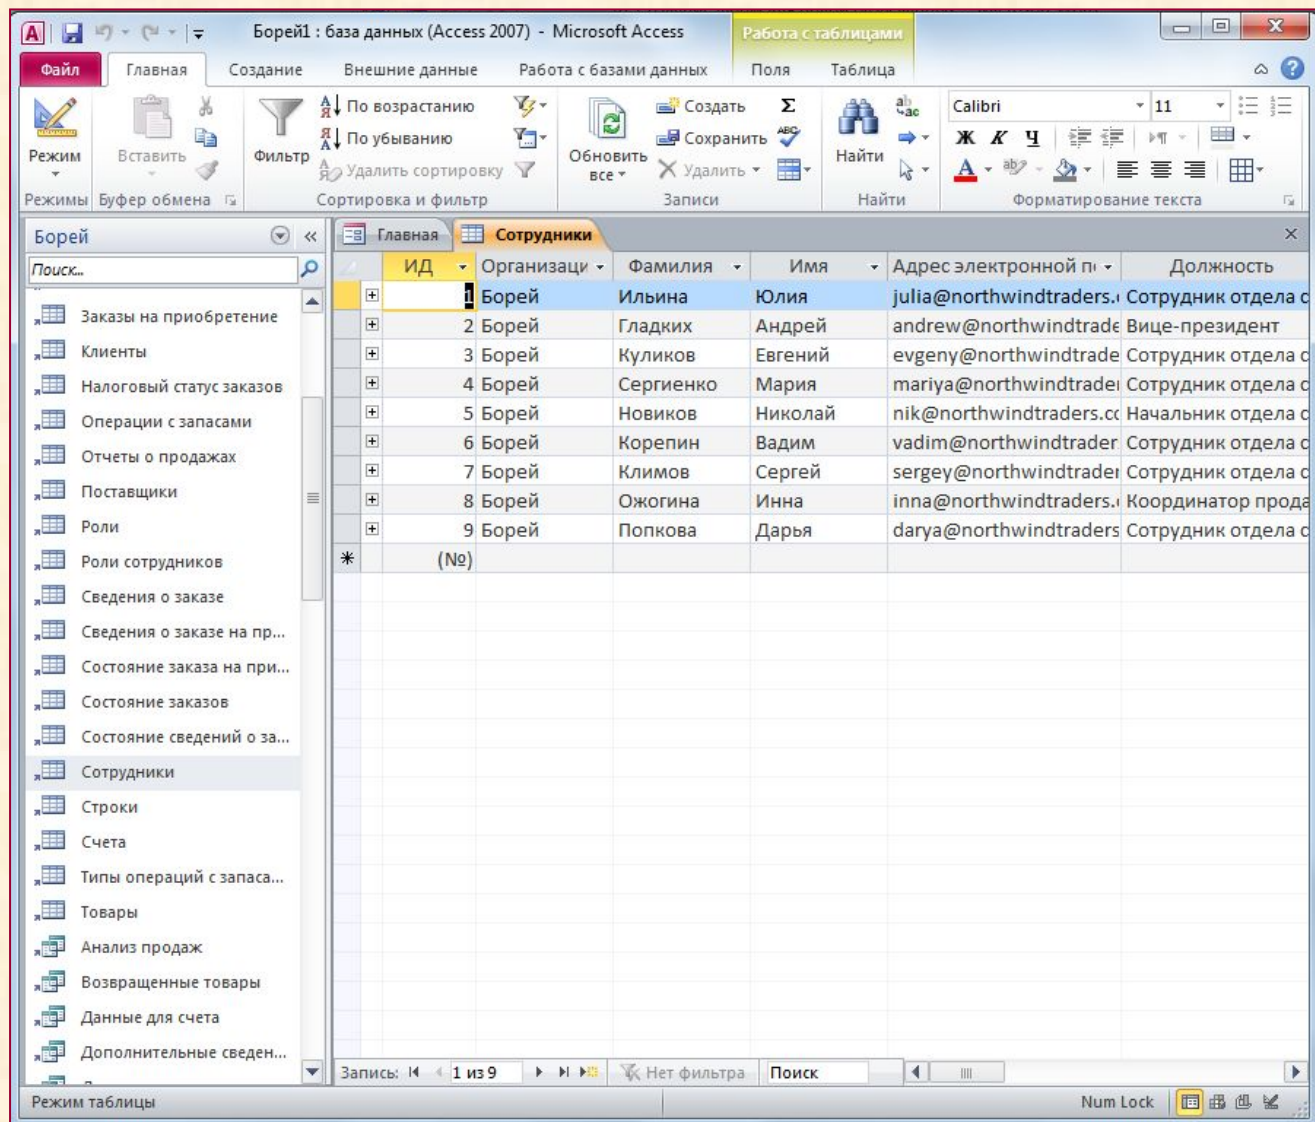 Борей1 : база данных (Access 2007) - Microsoft Access
Работа с таблицами
Файл Главная Создание Внешние данные Работа с базами данных Поля Таблица
По возрастанию Создать Σ Calibri 11
По убыванию Сохранить Ж К Ч
Режим Вставить Фильтр Удалить сортировку Обновить все Удалить Найти
Режимы Буфер обмена Сортировка и фильтр Записи Найти Форматирование текста
Борей
Поиск...
Заказы на приобретение
Клиенты
Налоговый статус заказов
Операции с запасами
Отчеты о продажах
Поставщики
Роли
Роли сотрудников
Сведения о заказе
Сведения о заказе на пр...
Состояние заказа на при...
Состояние заказов
Состояние сведений о за...
Сотрудники
Строки
Счета
Типы операций с запаса...
Товары
Анализ продаж
Возвращенные товары
Данные для счета
Дополнительные сведен...
Главная Сотрудники
ИД Организаци Фамилия Имя Адрес электронной п Должность
1 Борей Ильина Юлия julia@northwindtraders. Сотрудник отдела с
2 Борей Гладких Андрей andrew@northwindtrade Вице-президент
3 Борей Куликов Евгений evgeny@northwindtrade Сотрудник отдела с
4 Борей Сергиенко Мария mariya@northwindtrader Сотрудник отдела с
5 Борей Новиков Николай nik@northwindtraders.co Начальник отдела с
6 Борей Корепин Вадим vadim@northwindtrader Сотрудник отдела с
7 Борей Климов Сергей sergey@northwindtrader Сотрудник отдела с
8 Борей Ожогина Инна inna@northwindtraders. Координатор прода
9 Борей Попкова Дарья darya@northwindtraders Сотрудник отдела с
(№)
Запись: 1 из 9 Нет фильтра Поиск
Режим таблицы Num Lock